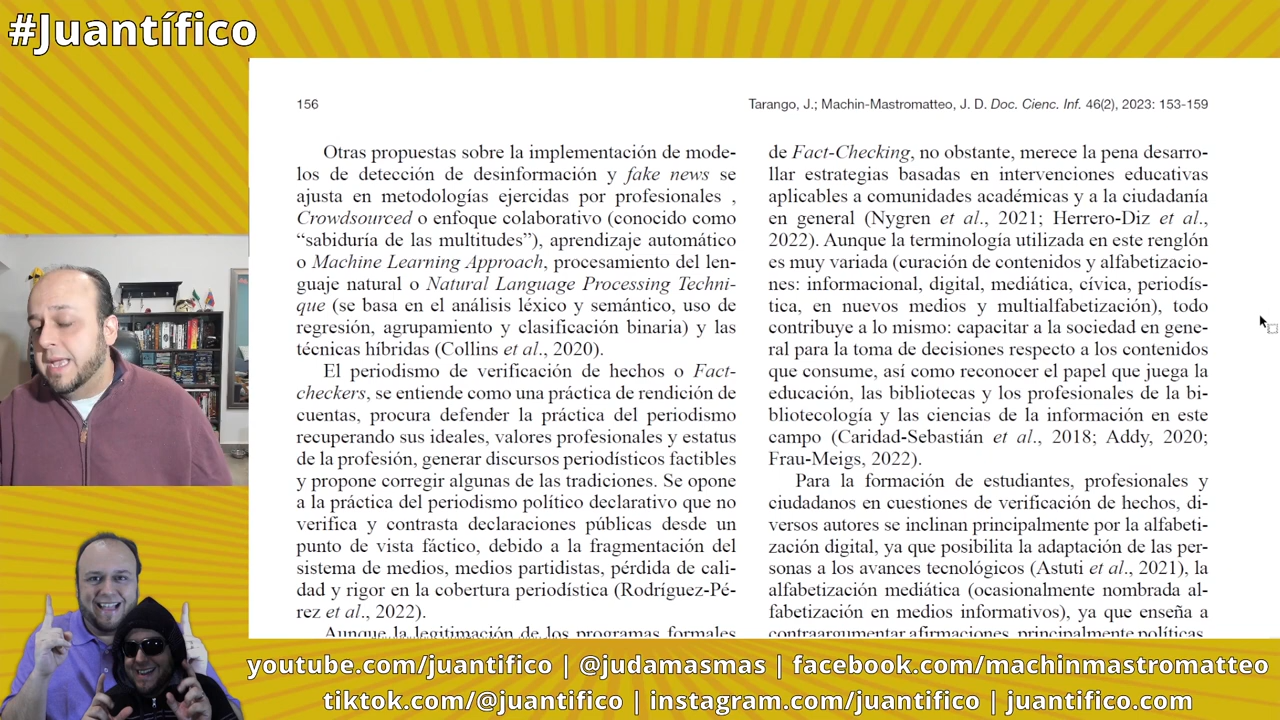 #Juantífico
156
Tarango, J.; Machin-Mastromatteo, J. D. Doc. Cienc. Inf. 46(2), 2023: 153-159
Otras propuestas sobre la implementación de mode-
los de detección de desinformación y fake news se
ajusta en metodologías ejercidas por profesionales ,
Crowdsourced o enfoque colaborativo (conocido como
“sabiduría de las multitudes”), aprendizaje automático
o Machine Learning Approach, procesamiento del len-
guaje natural o Natural Language Processing Techni-
que (se basa en el análisis léxico y semántico, uso de
regresión, agrupamiento y clasificación binaria) y las
técnicas híbridas (Collins et al., 2020).
El periodismo de verificación de hechos o Fact-
checkers, se entiende como una práctica de rendición de
cuentas, procura defender la práctica del periodismo
recuperando sus ideales, valores profesionales y estatus
de la profesión, generar discursos periodísticos factibles
y propone corregir algunas de las tradiciones. Se opone
a la práctica del periodismo político declarativo que no
verifica y contrasta declaraciones públicas desde un
punto de vista fáctico, debido a la fragmentación del
sistema de medios, medios partidistas, pérdida de cali-
dad y rigor en la cobertura periodística (Rodríguez-Pé-
rez et al., 2022).
Aunque la legitimación de los programas formales
de Fact-Checking, no obstante, merece la pena desarro-
llar estrategias basadas en intervenciones educativas
aplicables a comunidades académicas y a la ciudadanía
en general (Nygren et al., 2021; Herrero-Diz et al.,
2022). Aunque la terminología utilizada en este renglón
es muy variada (curación de contenidos y alfabetizacio-
nes: informacional, digital, mediática, cívica, periodís-
tica, en nuevos medios y multialfabetización), todo
contribuye a lo mismo: capacitar a la sociedad en gene-
ral para la toma de decisiones respecto a los contenidos
que consume, así como reconocer el papel que juega la
educación, las bibliotecas y los profesionales de la bi-
bliotecología y las ciencias de la información en este
campo (Caridad-Sebastián et al., 2018; Addy, 2020;
Frau-Meigs, 2022).
Para la formación de estudiantes, profesionales y
ciudadanos en cuestiones de verificación de hechos, di-
versos autores se inclinan principalmente por la alfabeti-
zación digital, ya que posibilita la adaptación de las per-
sonas a los avances tecnológicos (Astuti et al., 2021), la
alfabetización mediática (ocasionalmente nombrada al-
fabetización en medios informativos), ya que enseña a
contraargumentar afirmaciones, principalmente políticas,
youtube.com/juantifico | @judamasmas | facebook.com/machinmastromatteo
tiktok.com/@juantifico | instagram.com/juantifico | juantifico.com